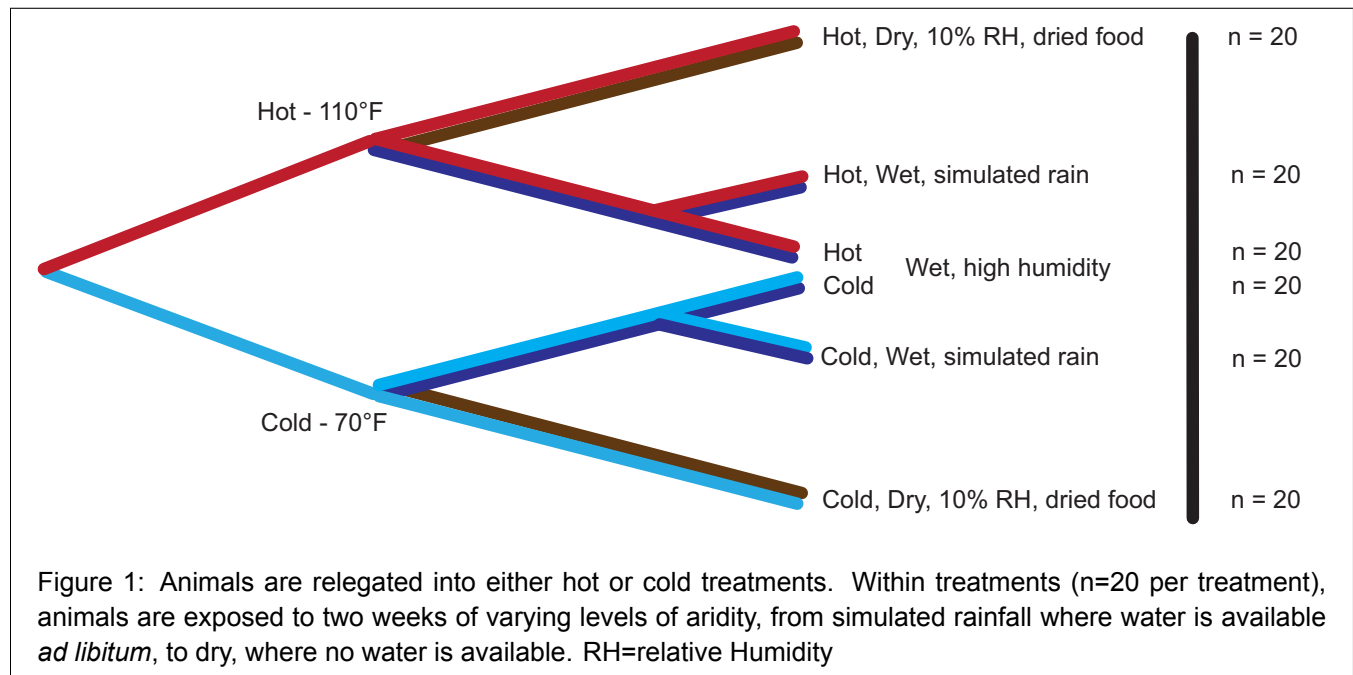 Hot, Dry, 10% RH, dried food n = 20
Hot - 110°F
Hot, Wet, simulated rain n = 20
Hot n = 20
Wet, high humidity
Cold n = 20
Cold, Wet, simulated rain n = 20
Cold - 70°F
Cold, Dry, 10% RH, dried food n = 20
Figure 1: Animals are relegated into either hot or cold treatments. Within treatments (n=20 per treatment),
animals are exposed to two weeks of varying levels of aridity, from simulated rainfall where water is available
ad libitum, to dry, where no water is available. RH=relative Humidity